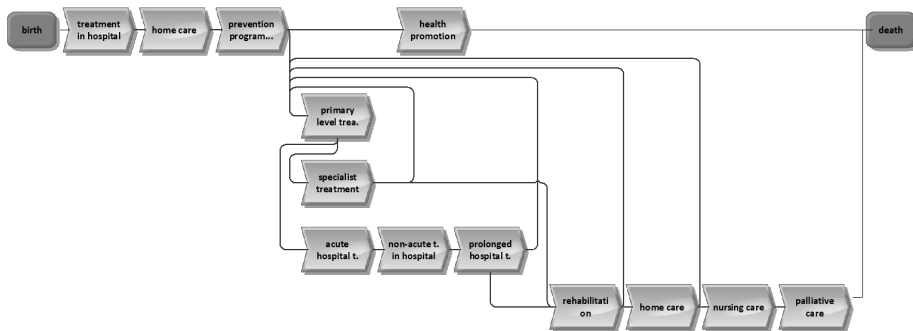 birth
treatment
in hospital
home care
prevention
program...
health
promotion
death
primary
level trea.
specialist
treatment
acute
hospital t.
non-acute t.
in hospital
prolonged
hospital t.
rehabilitati
on
home care
nursing care
palliative
care